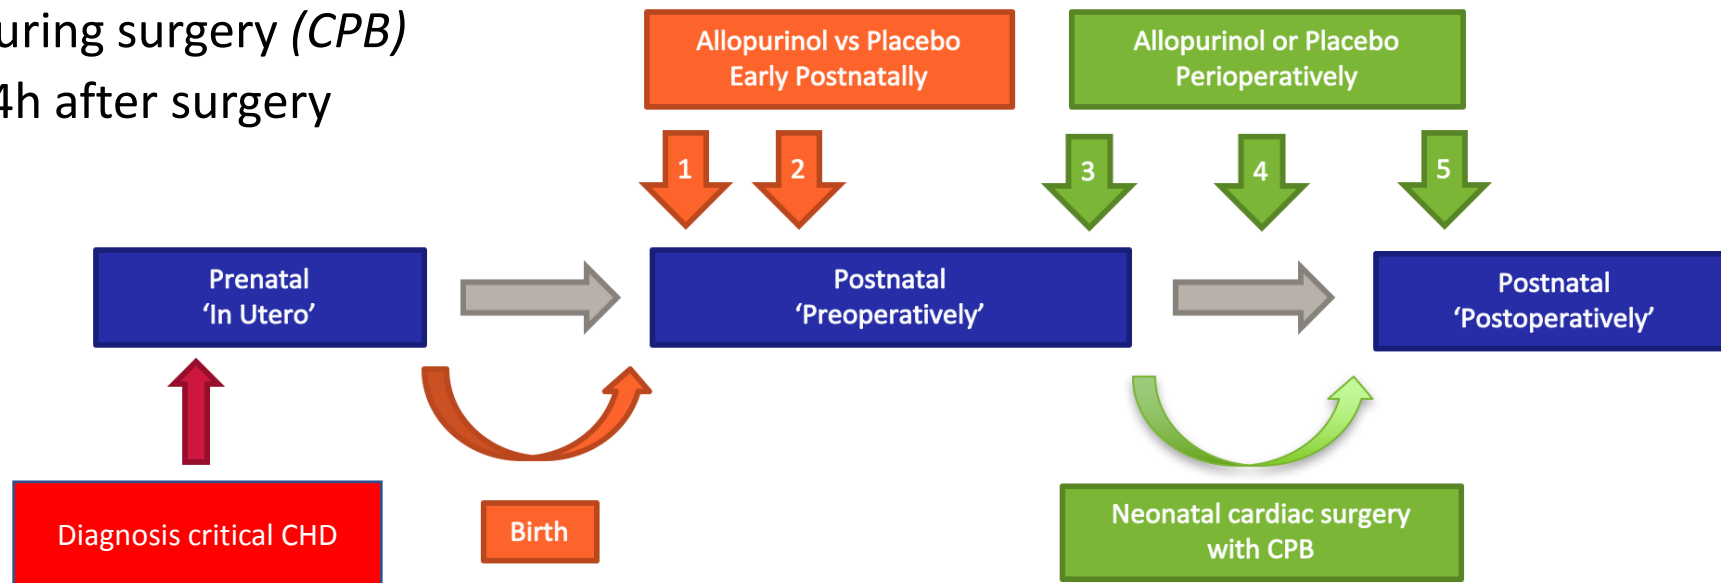 uring surgery (CPB)
4h after surgery
Allopurinol vs Placebo
Early Postnatally
Allopurinol or Placebo
Perioperatively
1
2
3
4
5
Prenatal
‘In Utero’
Postnatal
‘Preoperatively’
Postnatal
‘Postoperatively’
Diagnosis critical CHD
Birth
Neonatal cardiac surgery
with CPB